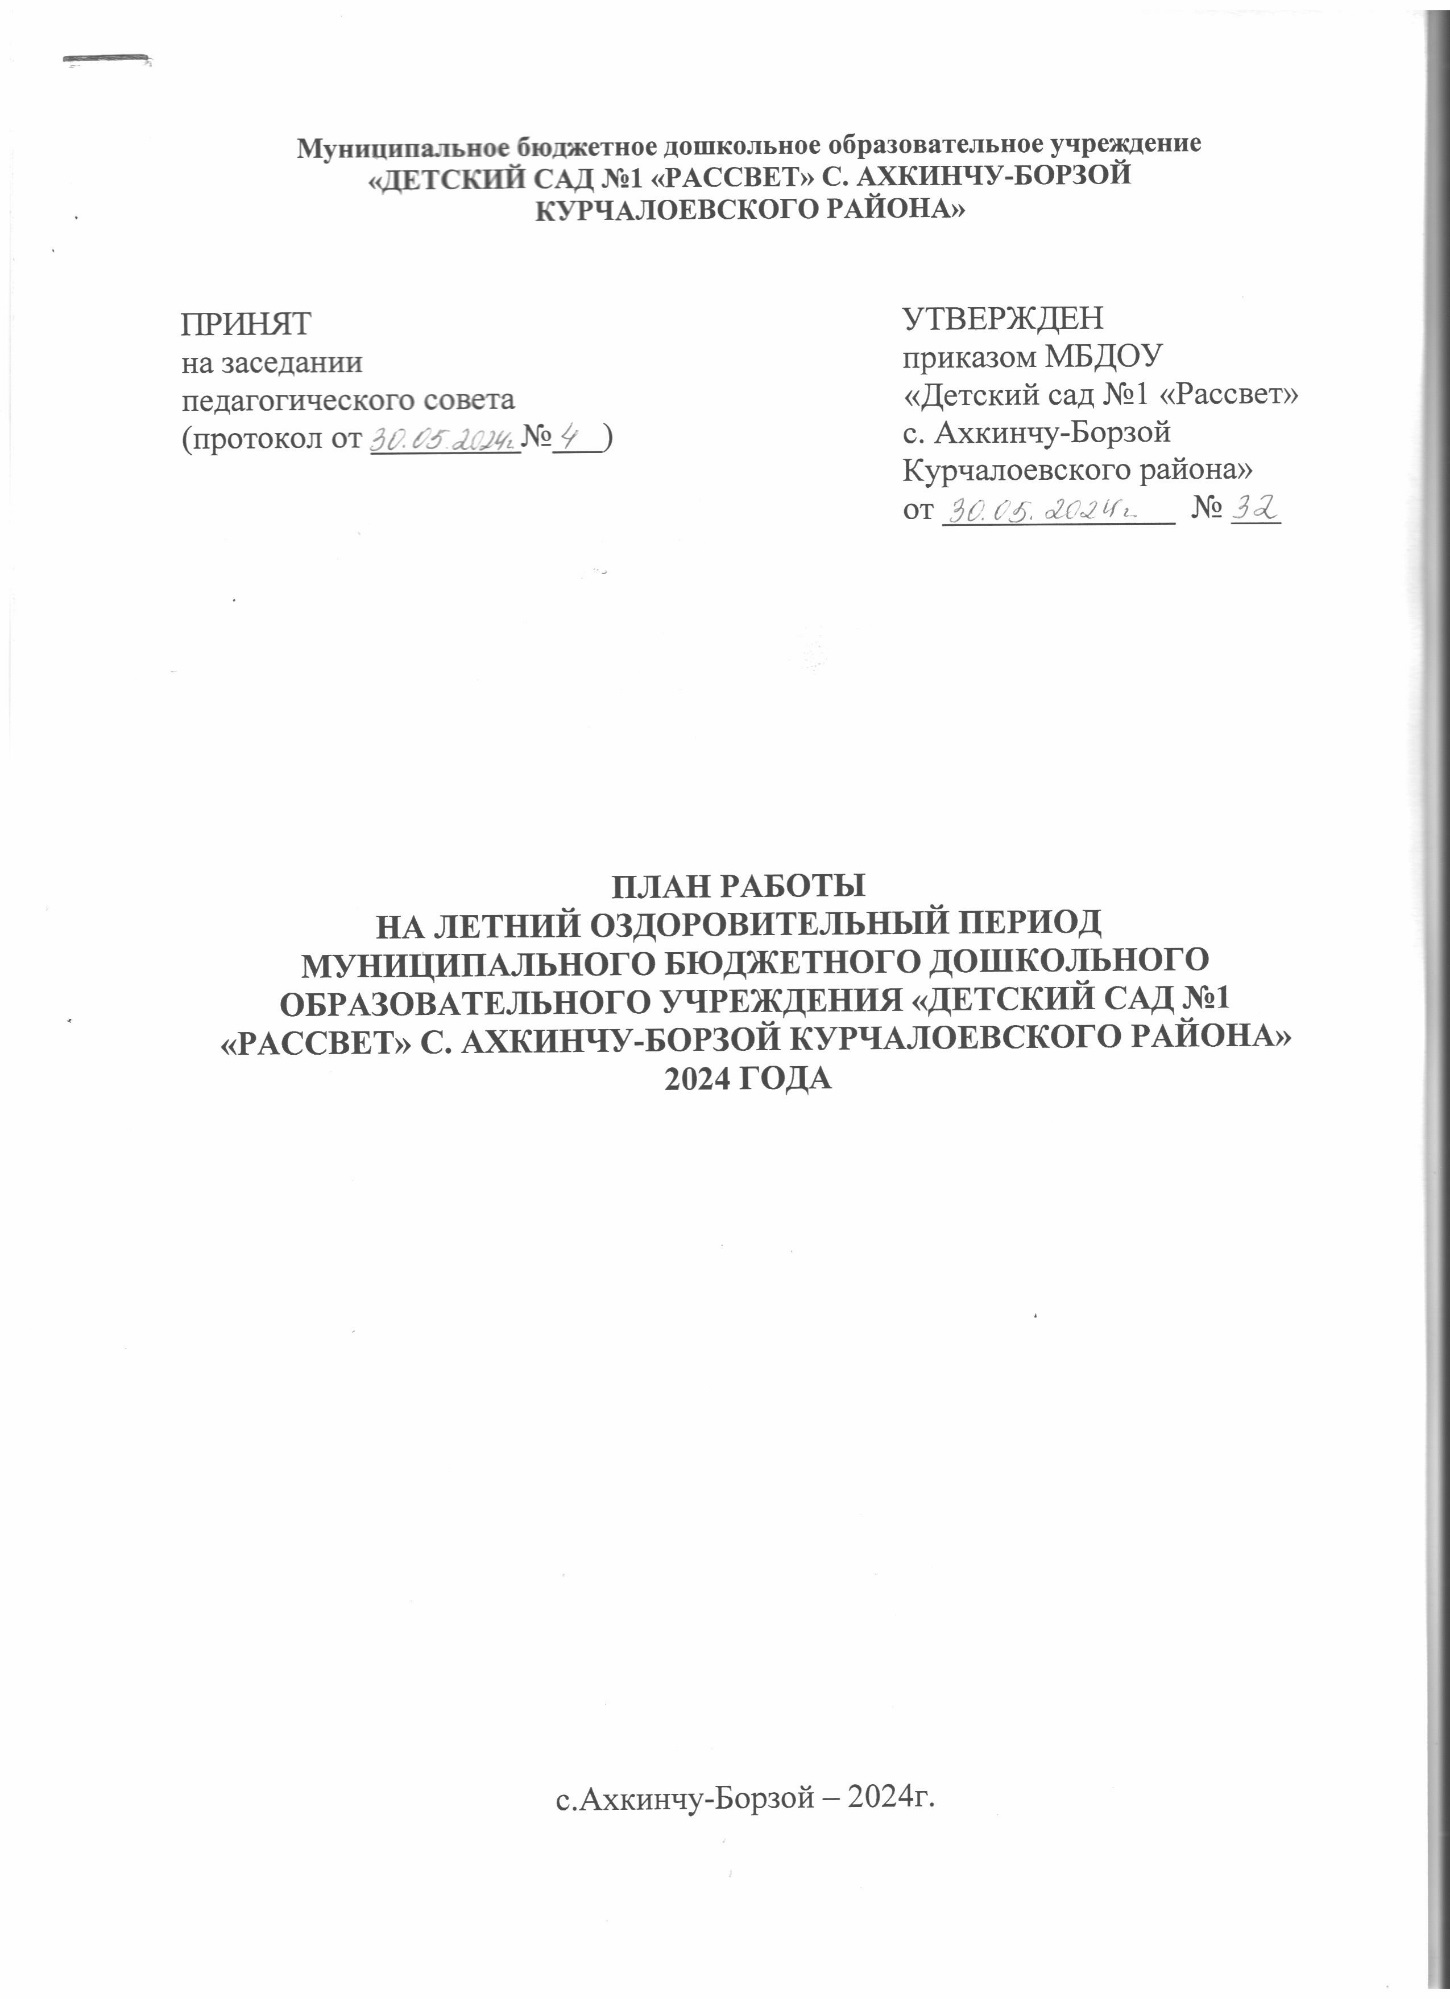 Муниципальное бюджетное дошкольное образовательное учреждение
«ДЕТСКИЙ САД №1 «РАССВЕТ» С. АХКИНЧУ-БОРЗОЙ
КУРЧАЛОЕВСКОГО РАЙОНА»
ПРИНЯТ
на заседании
педагогического совета
(протокол от 30.05.2024г. № 4)
УТВЕРЖДЕН
приказом МБДОУ
«Детский сад №1 «Рассвет»
с. Ахкинчу-Борзой
Курчалоевского района»
от 30.05.2024г. № 32
ПЛАН РАБОТЫ
НА ЛЕТНИЙ ОЗДОРОВИТЕЛЬНЫЙ ПЕРИОД
МУНИЦИПАЛЬНОГО БЮДЖЕТНОГО ДОШКОЛЬНОГО
ОБРАЗОВАТЕЛЬНОГО УЧРЕЖДЕНИЯ «ДЕТСКИЙ САД №1
«РАССВЕТ» С. АХКИНЧУ-БОРЗОЙ КУРЧАЛОЕВСКОГО РАЙОНА»
2024 ГОДА
с.Ахкинчу-Борзой – 2024г.